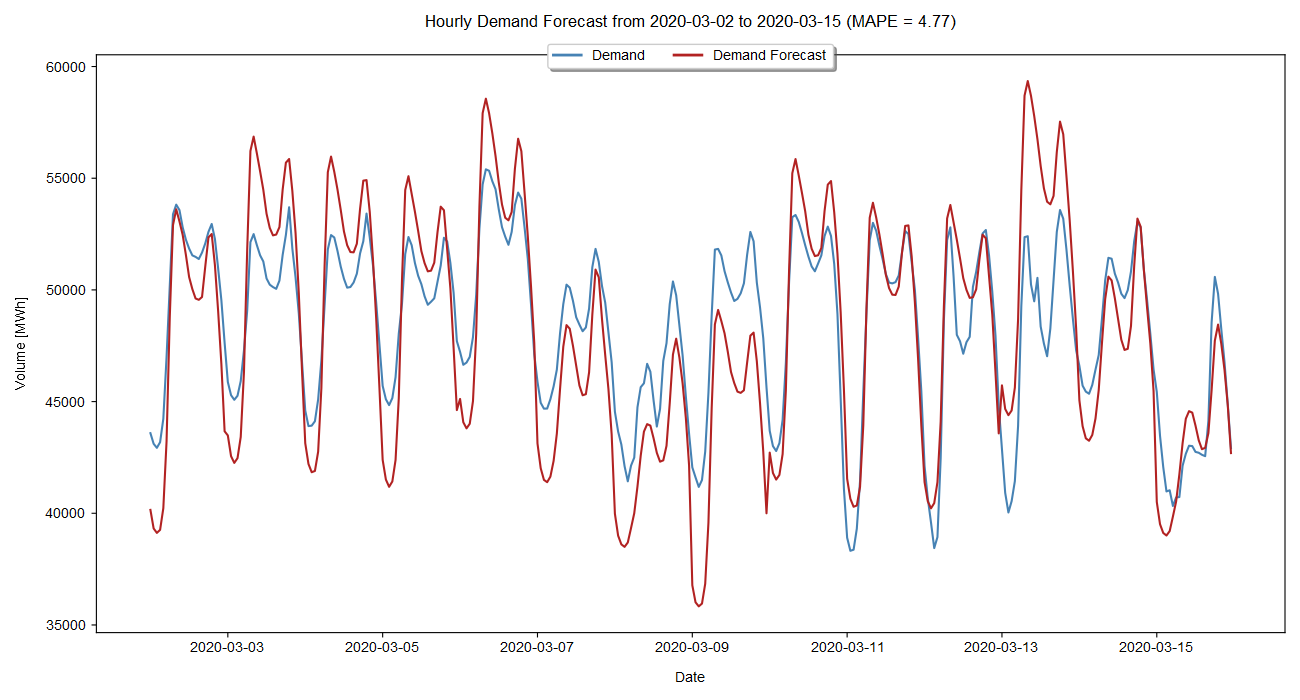 Hourly Demand Forecast from 2020-03-02 to 2020-03-15 (MAPE = 4.77)
Demand
Demand Forecast
60000
55000
50000
45000
40000
35000
Volume [MWh]
2020-03-03
2020-03-05
2020-03-07
2020-03-09
2020-03-11
2020-03-13
2020-03-15
Date